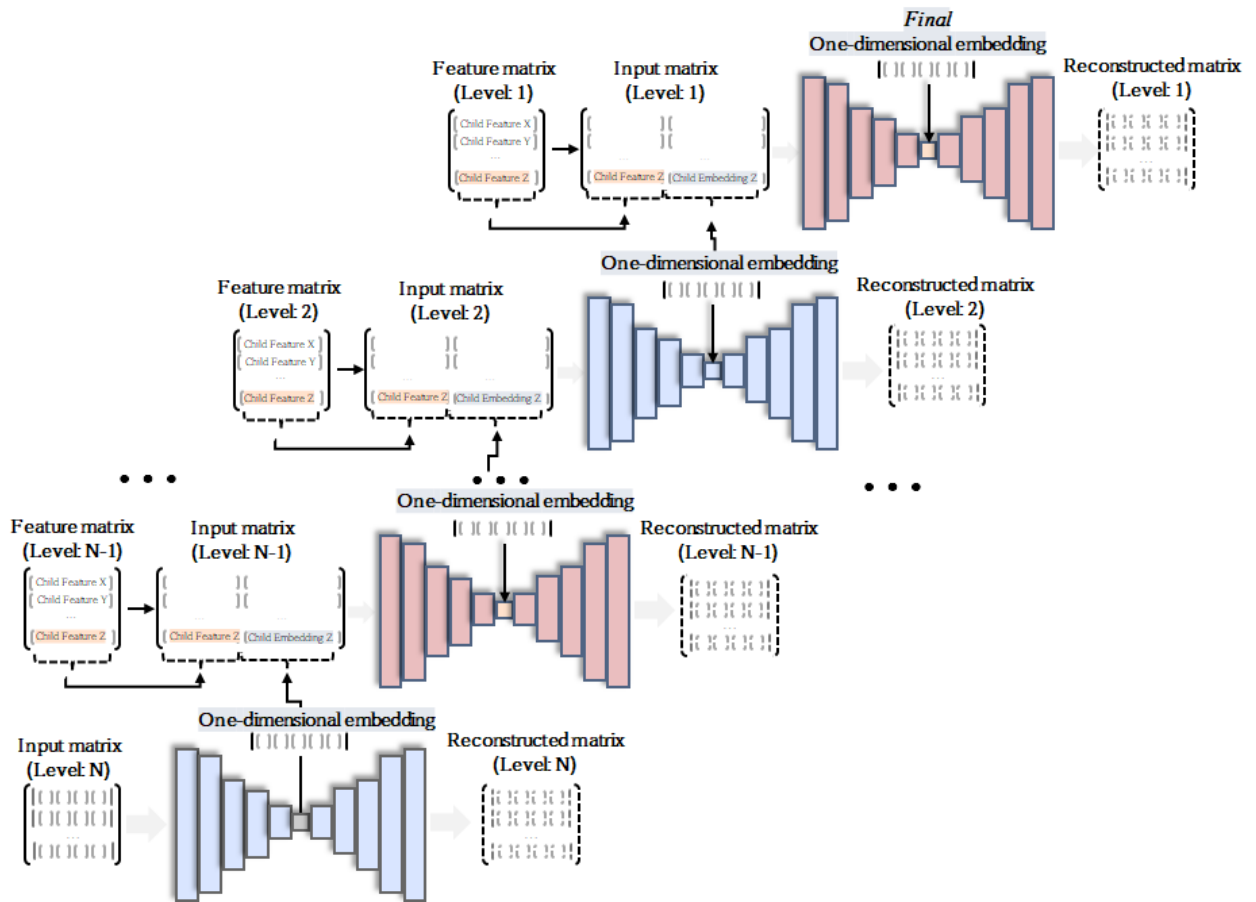 Final
One-dimensional embedding
Feature matrix
(Level: 1)
Input matrix
(Level: 1)
Reconstructed matrix
(Level: 1)
Child Feature X
Child Feature Y
...
Child Feature Z
...
...
Child Feature Z
Child Embedding Z
...
One-dimensional embedding
Feature matrix
(Level: 2)
Input matrix
(Level: 2)
Reconstructed matrix
(Level: 2)
Child Feature X
Child Feature Y
...
Child Feature Z
...
...
Child Feature Z
Child Embedding Z
...
• • •
• • •
• • •
One-dimensional embedding
Feature matrix
(Level: N-1)
Input matrix
(Level: N-1)
Reconstructed matrix
(Level: N-1)
Child Feature X
Child Feature Y
...
Child Feature Z
...
...
Child Feature Z
Child Embedding Z
...
One-dimensional embedding
Input matrix
(Level: N)
Reconstructed matrix
(Level: N)
...
...